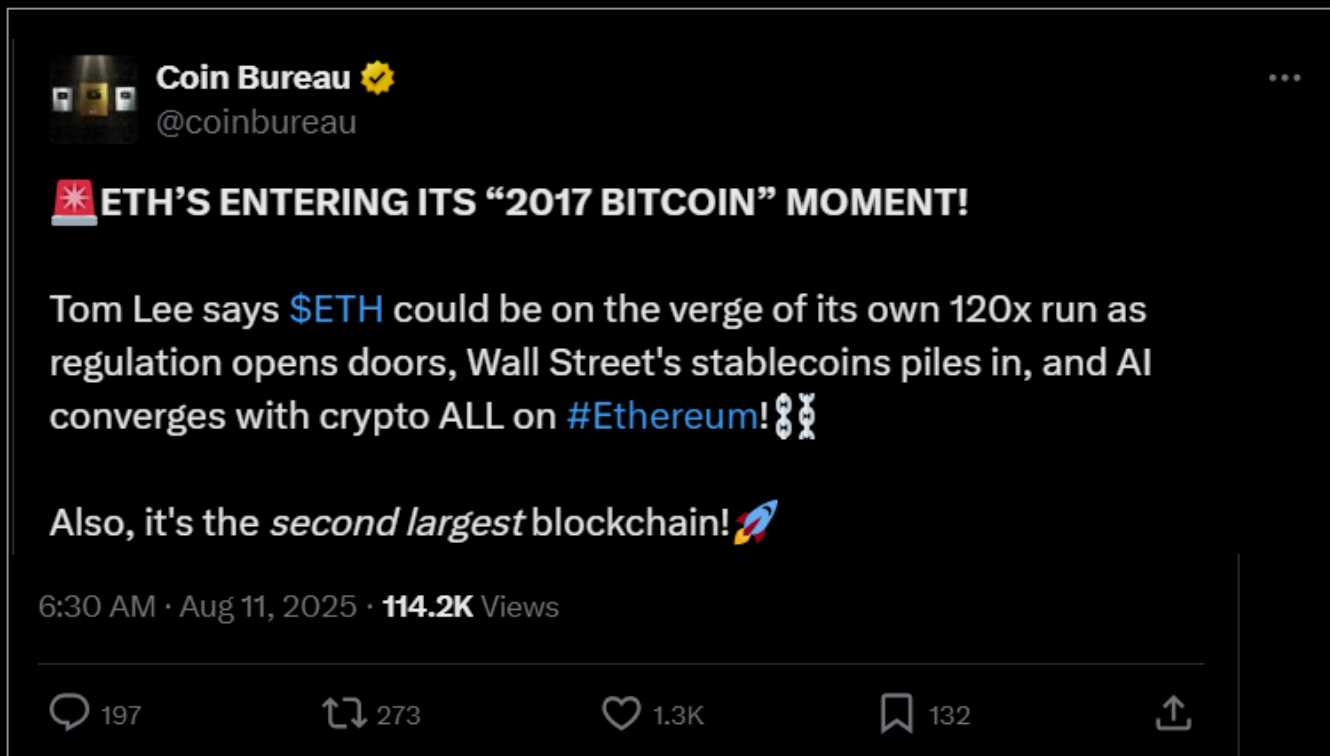 Coin Bureau
@coinbureau
ETH’S ENTERING ITS “2017 BITCOIN” MOMENT!
Tom Lee says $ETH could be on the verge of its own 120x run as
regulation opens doors, Wall Street's stablecoins piles in, and AI
converges with crypto ALL on #Ethereum!
Also, it's the second largest blockchain!
6:30 AM · Aug 11, 2025 · 114.2K Views
197 273 1.3K 132